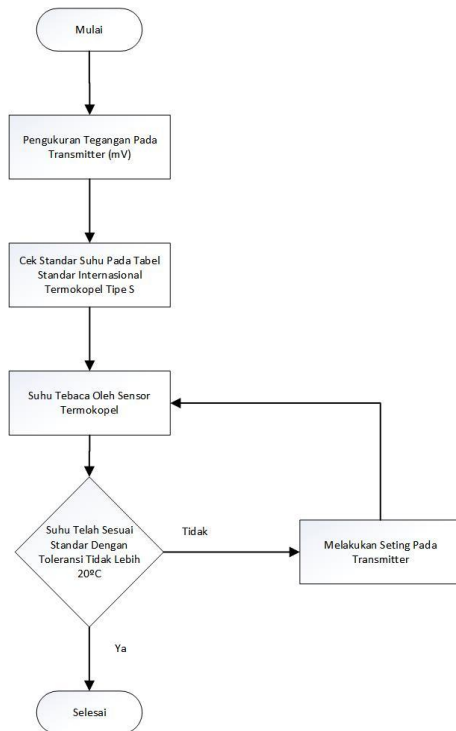 Mulai
Pengukuran Tegangan Pada
Transmitter (mV)
Cek Standar Suhu Pada Tabel
Standar Internasional
Termokopel Tipe S
Suhu Tebaca Oleh Sensor
Termokopel
Suhu Telah Sesuai
Standar Dengan
Toleransi Tidak Lebih
20ºC
Tidak
Melakukan Seting Pada
Transmitter
Ya
Selesai